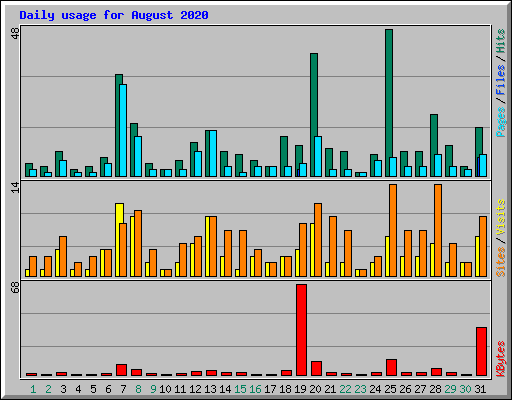 Daily usage for August 2020
48
Pages / Files / Hits
14
Sites / Visits
68
KBytes
1 2 3 4 5 6 7 8 9 10 11 12 13 14 15 16 17 18 19 20 21 22 23 24 25 26 27 28 29 30 31